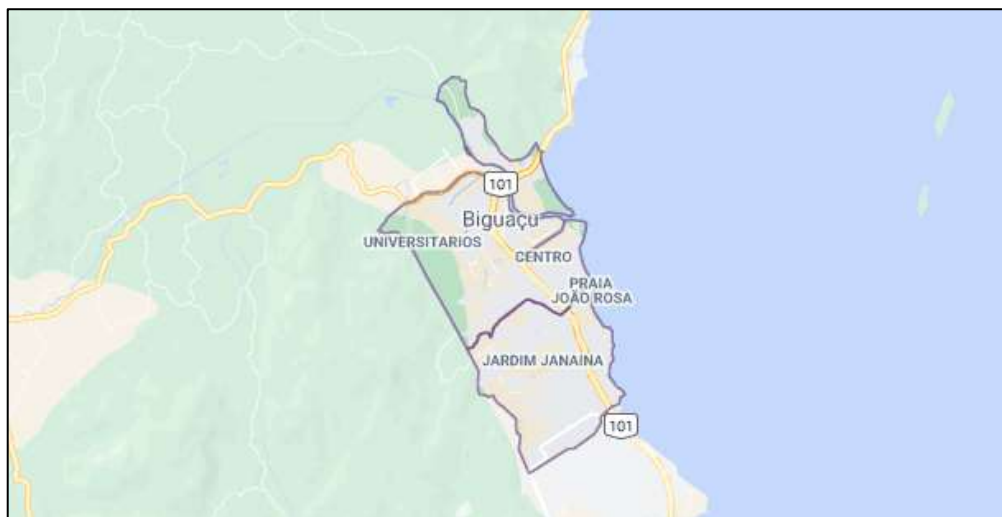 101
Biguaçu
UNIVERSITARIOS
CENTRO
PRAIA
JOÃO ROSA
JARDIM JANAINA
101